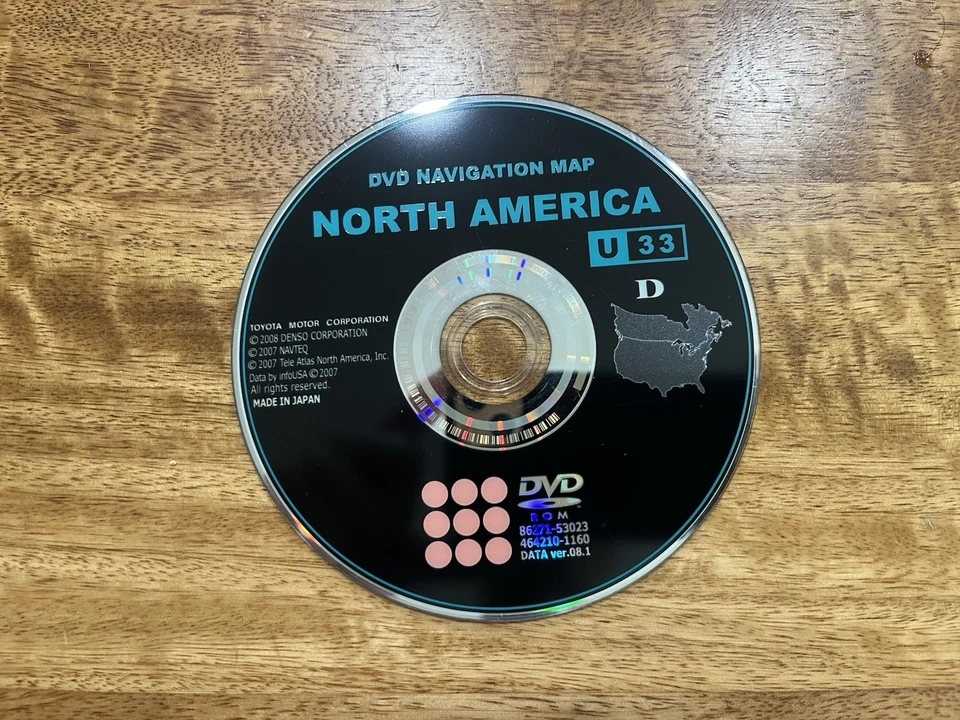 DVD NAVIGATION MAP
NORTH AMERICA
U 33
D
TOYOTA MOTOR CORPORATION
© 2008 DENSO CORPORATION
© 2007 NAVTEQ
© 2007 Tele Atlas North America, Inc.
Data by infoUSA © 2007
All rights reserved.
MADE IN JAPAN
DVD
ROM
86271-53023
464210-1160
DATA ver.08.1